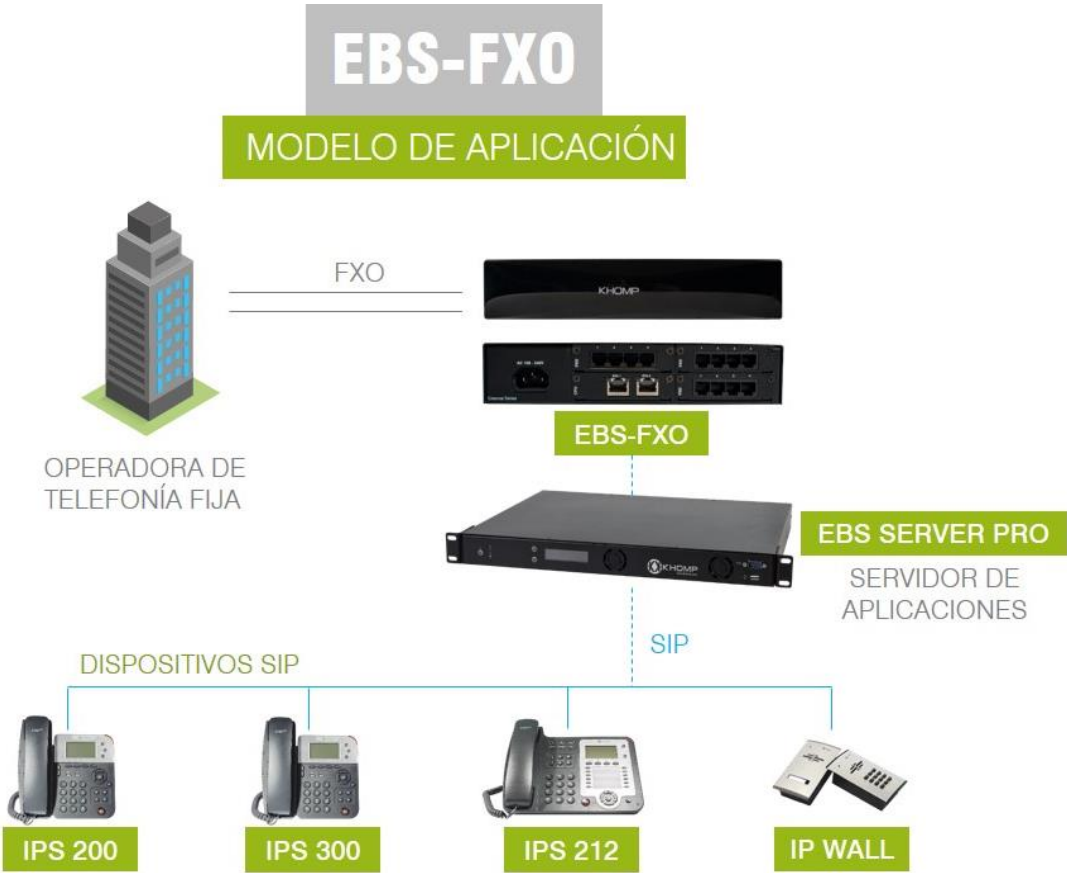 EBS-FXO
MODELO DE APLICACIÓN
FXO
KHOMP
EBS-FXO
OPERADORA DE
TELEFONÍA FIJA
EBS SERVER PRO
KHOMP
SERVIDOR DE
APLICACIONES
SIP
DISPOSITIVOS SIP
IPS 200
IPS 300
IPS 212
IP WALL